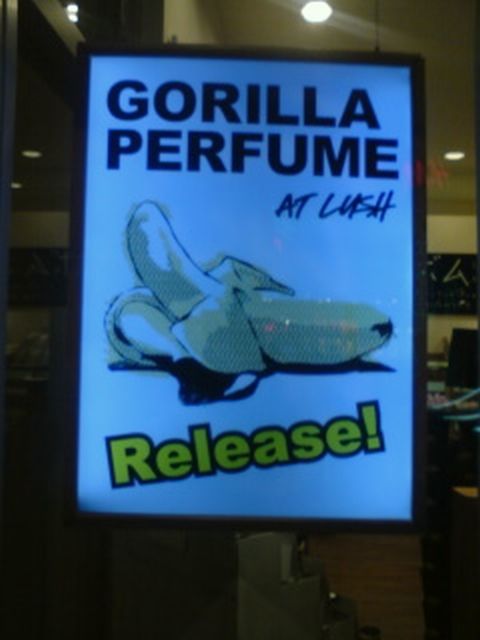 GORILLA
PERFUME
AT LUSH
Release!